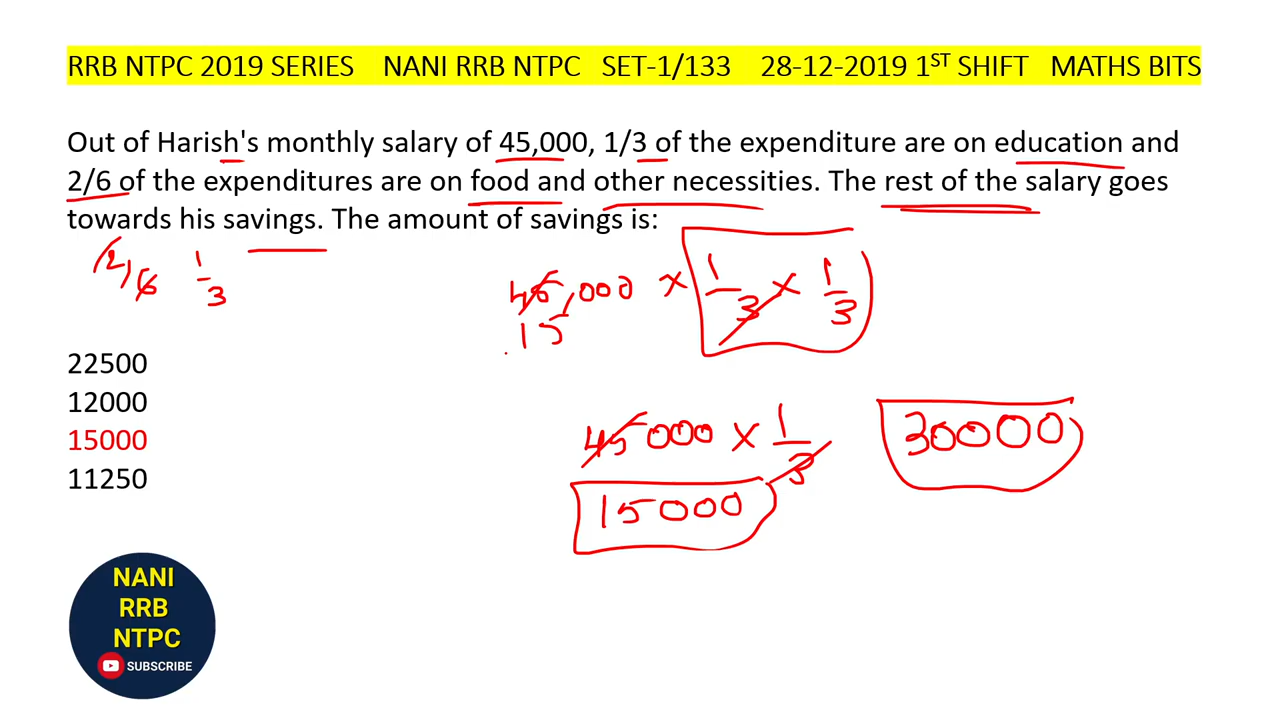 RRB NTPC 2019 SERIES NANI RRB NTPC SET-1/133 28-12-2019 1ST SHIFT MATHS BITS
Out of Harish's monthly salary of 45,000, 1/3 of the expenditure are on education and
2/6 of the expenditures are on food and other necessities. The rest of the salary goes
towards his savings. The amount of savings is:
2/6 1/3
45,000 × 1/3 × 1/3
15
22500
12000
15000
11250
45000 × 1/3
15000
30000
NANI
RRB
NTPC
SUBSCRIBE